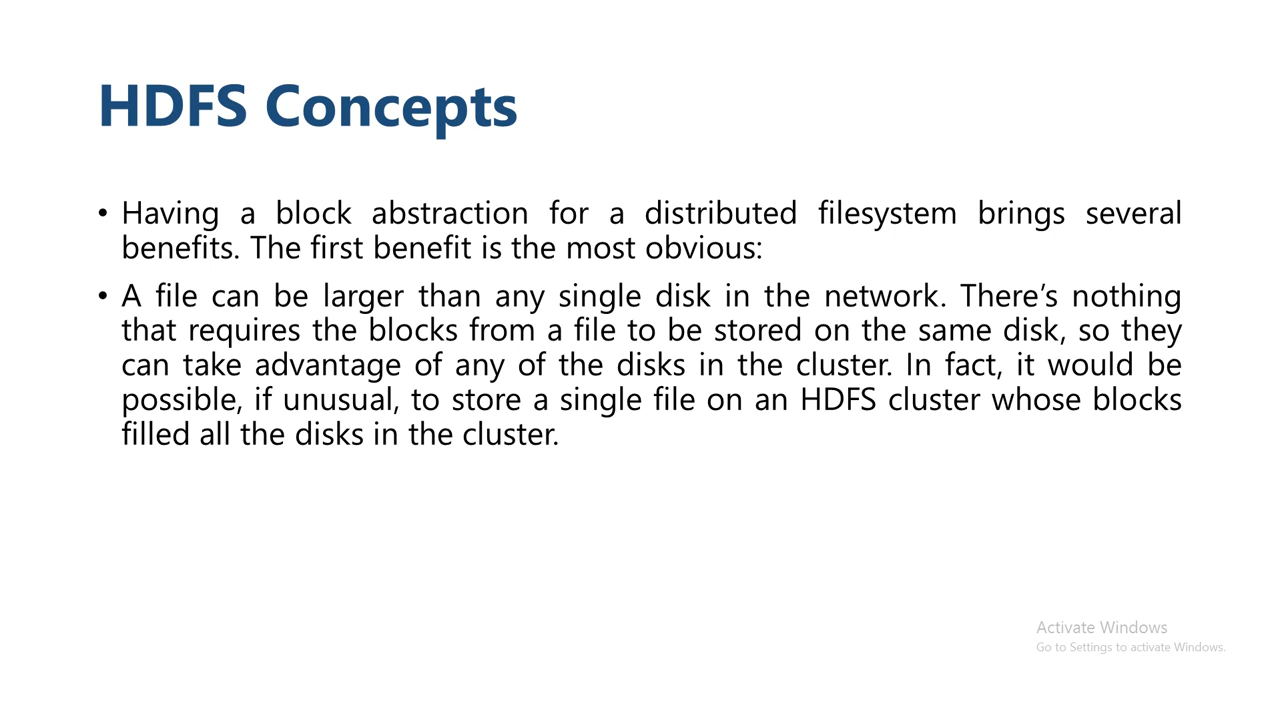 HDFS Concepts
• Having a block abstraction for a distributed filesystem brings several
benefits. The first benefit is the most obvious:
• A file can be larger than any single disk in the network. There’s nothing
that requires the blocks from a file to be stored on the same disk, so they
can take advantage of any of the disks in the cluster. In fact, it would be
possible, if unusual, to store a single file on an HDFS cluster whose blocks
filled all the disks in the cluster.
Activate Windows
Go to Settings to activate Windows.